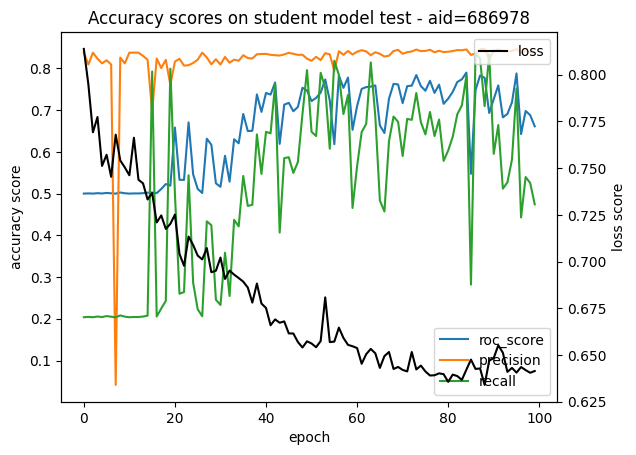 Accuracy scores on student model test - aid=686978
loss
0.8
0.7
0.6
0.5
0.4
0.3
0.2
0.1
accuracy score
0.800
0.775
0.750
0.725
0.700
0.675
0.650
0.625
loss score
roc_score
precision
recall
0
20
40
60
80
100
epoch